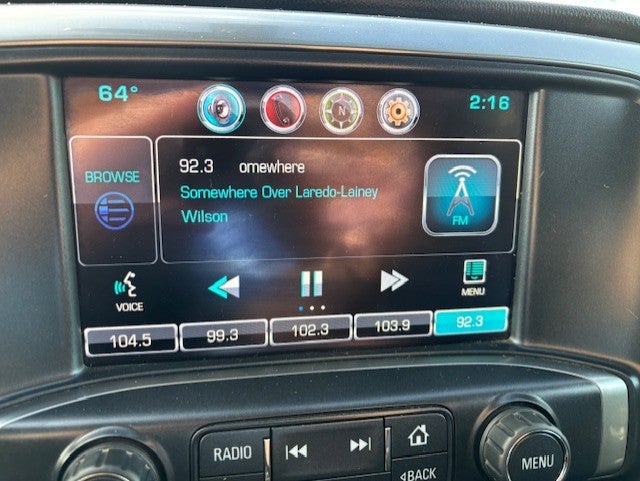 64° 2:16
N
BROWSE
92.3 omewhere
Somewhere Over Laredo-Lainey
Wilson
FM
VOICE
MENU
104.5 99.3 102.3 103.9 92.3
RADIO
BACK
MENU